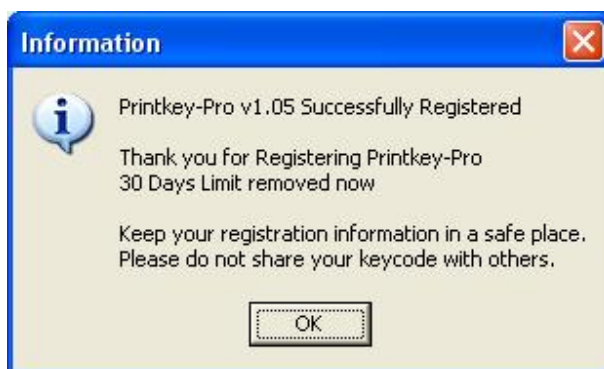 Information
Printkey-Pro v1.05 Successfully Registered
Thank you for Registering Printkey-Pro
30 Days Limit removed now
Keep your registration information in a safe place.
Please do not share your keycode with others.
OK